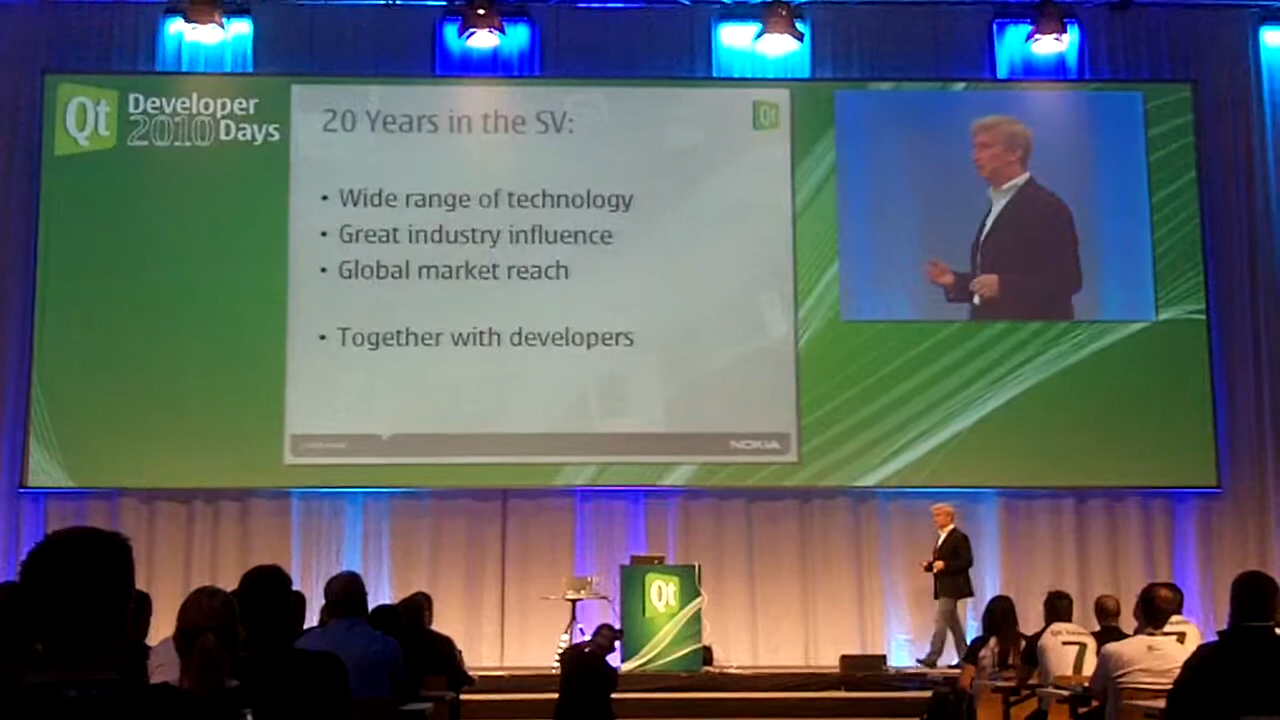 Qt Developer
2010 Days
20 Years in the SV:
Qt
• Wide range of technology
• Great industry influence
• Global market reach
• Together with developers
NOKIA
Qt
7
7